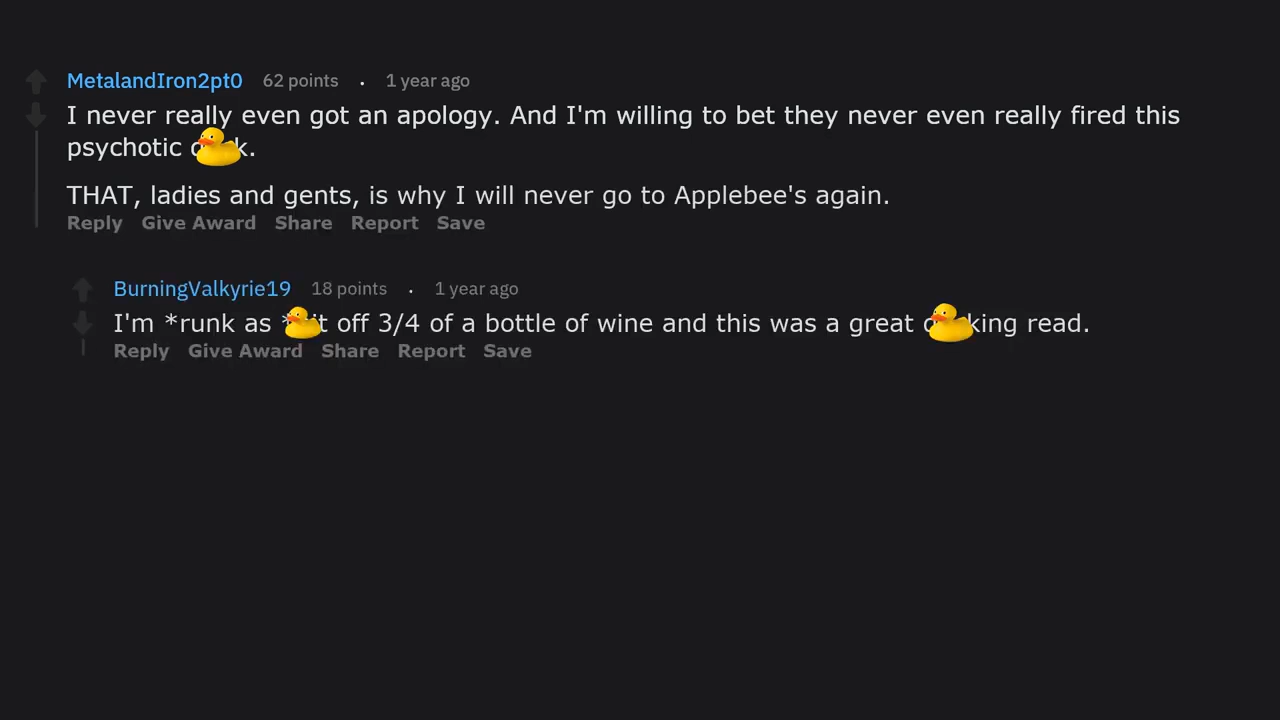 MetalandIron2pt0 62 points . 1 year ago
I never really even got an apology. And I'm willing to bet they never even really fired this
psychotic k.
THAT, ladies and gents, is why I will never go to Applebee's again.
Reply Give Award Share Report Save
BurningValkyrie19 18 points . 1 year ago
I'm *runk as *it off 3/4 of a bottle of wine and this was a great king read.
Reply Give Award Share Report Save